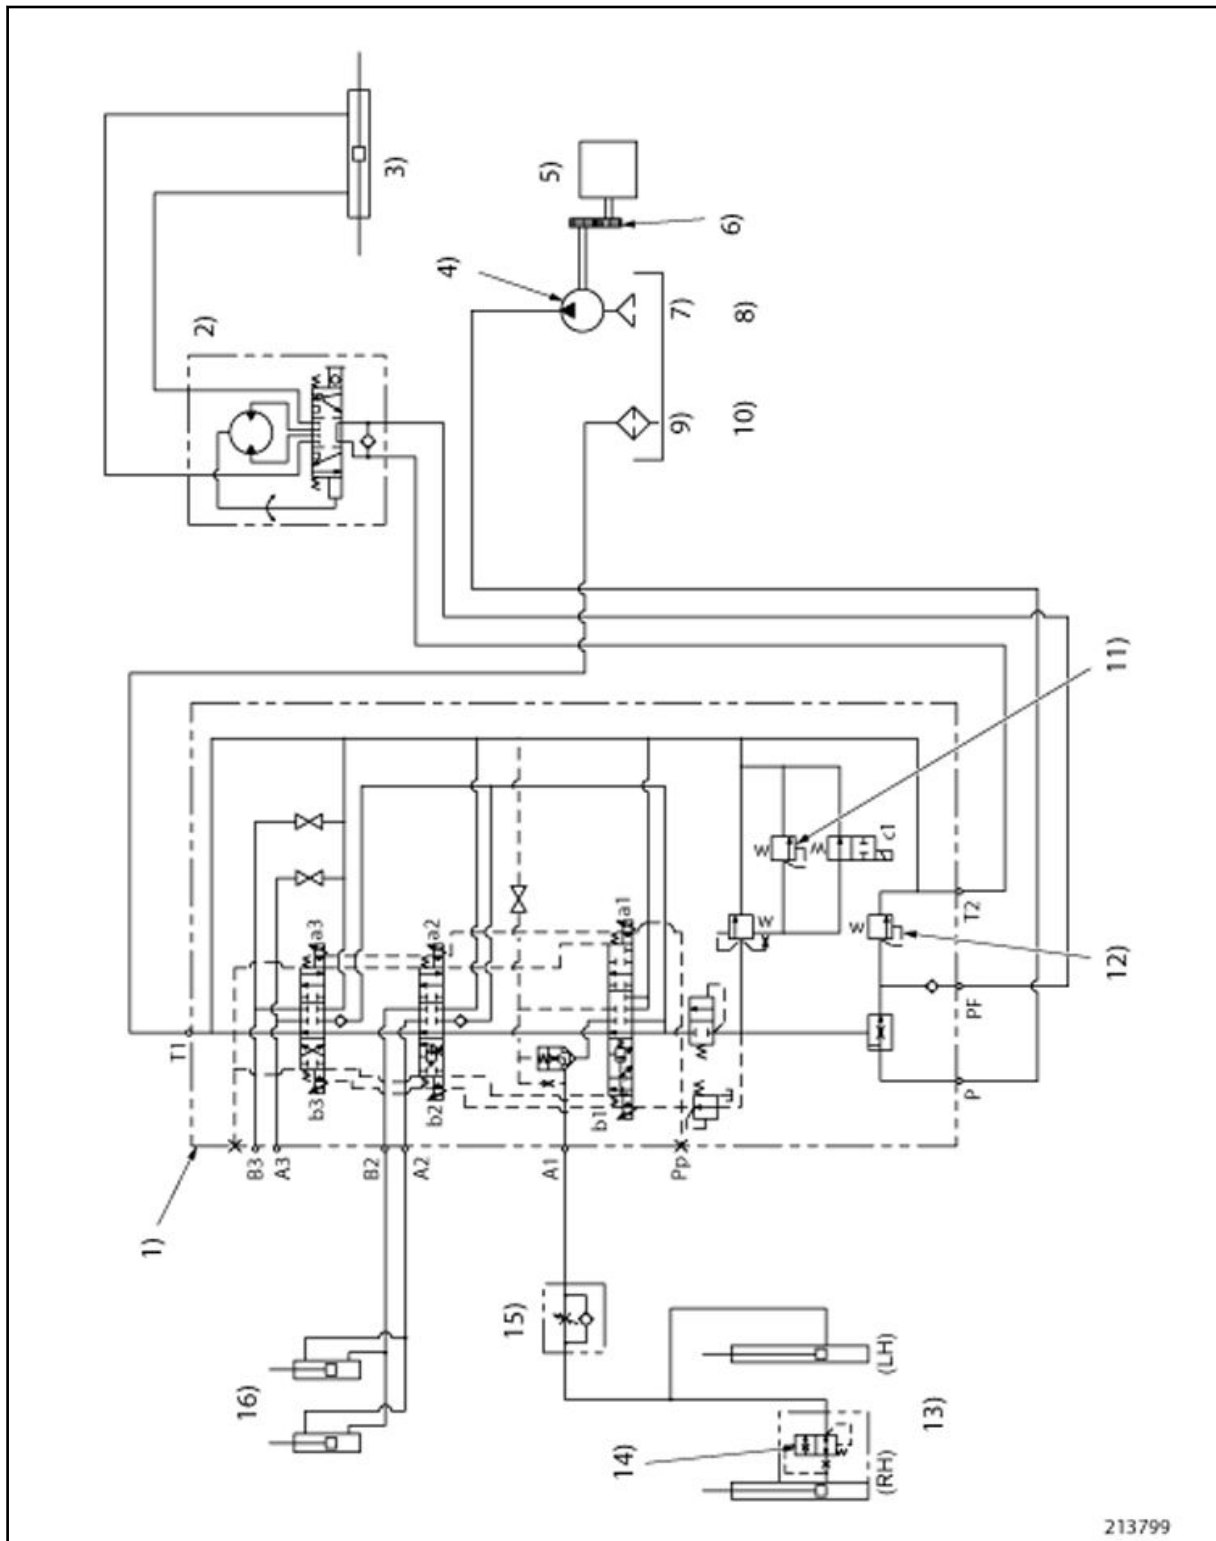 3)
5)
4)
6)
2)
7)
8)
9)
10)
11)
c1
a3
a2
a1
T2
12)
T1
PF
b3
b2
b1
P
B3
A3
B2
A2
A1
Pp
1)
15)
16)
(LH)
13)
14)
(RH)
213799